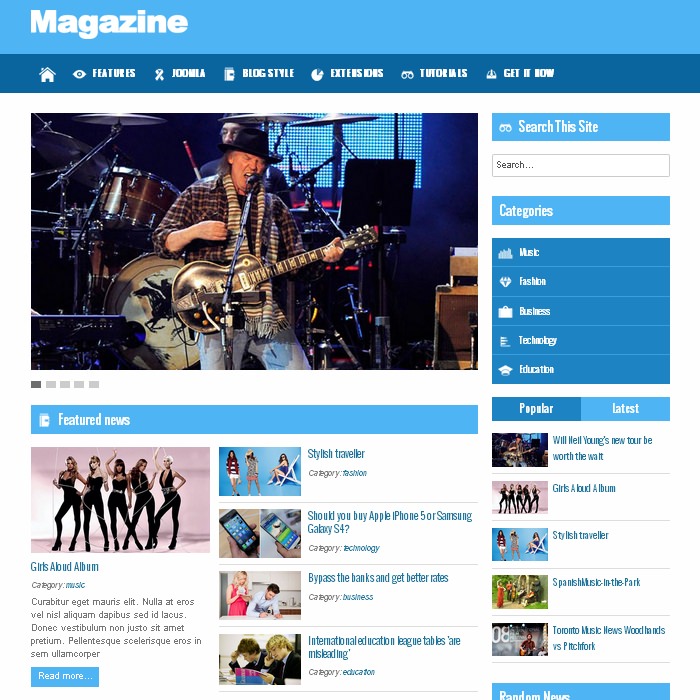 Magazine
FEATURES
JOOMLA
BLOG STYLE
EXTENSIONS
TUTORIALS
GET IT NOW
Search This Site
Search...
Categories
Music
Fashion
Business
Technology
Education
Featured news
Girls Aloud Album
Category: music
Curabitur eget mauris elit. Nulla at eros
vel nisl aliquam dapibus sed id lacus.
Donec vestibulum non justo sit amet
pretium. Pellentesque scelerisque eros in
sem ullamcorper
Read more...
Stylish traveller
Category: fashion
Should you buy Apple iPhone 5 or Samsung
Galaxy S4?
Category: technology
Bypass the banks and get better rates
Category: business
International education league tables 'are
misleading'
Category: education
Popular
Latest
Will Neil Young's new tour be
worth the wait
Girls Aloud Album
Stylish traveller
SpanishMusic-in-the-Park
Toronto Music News Woodhands
vs Pitchfork
Random News